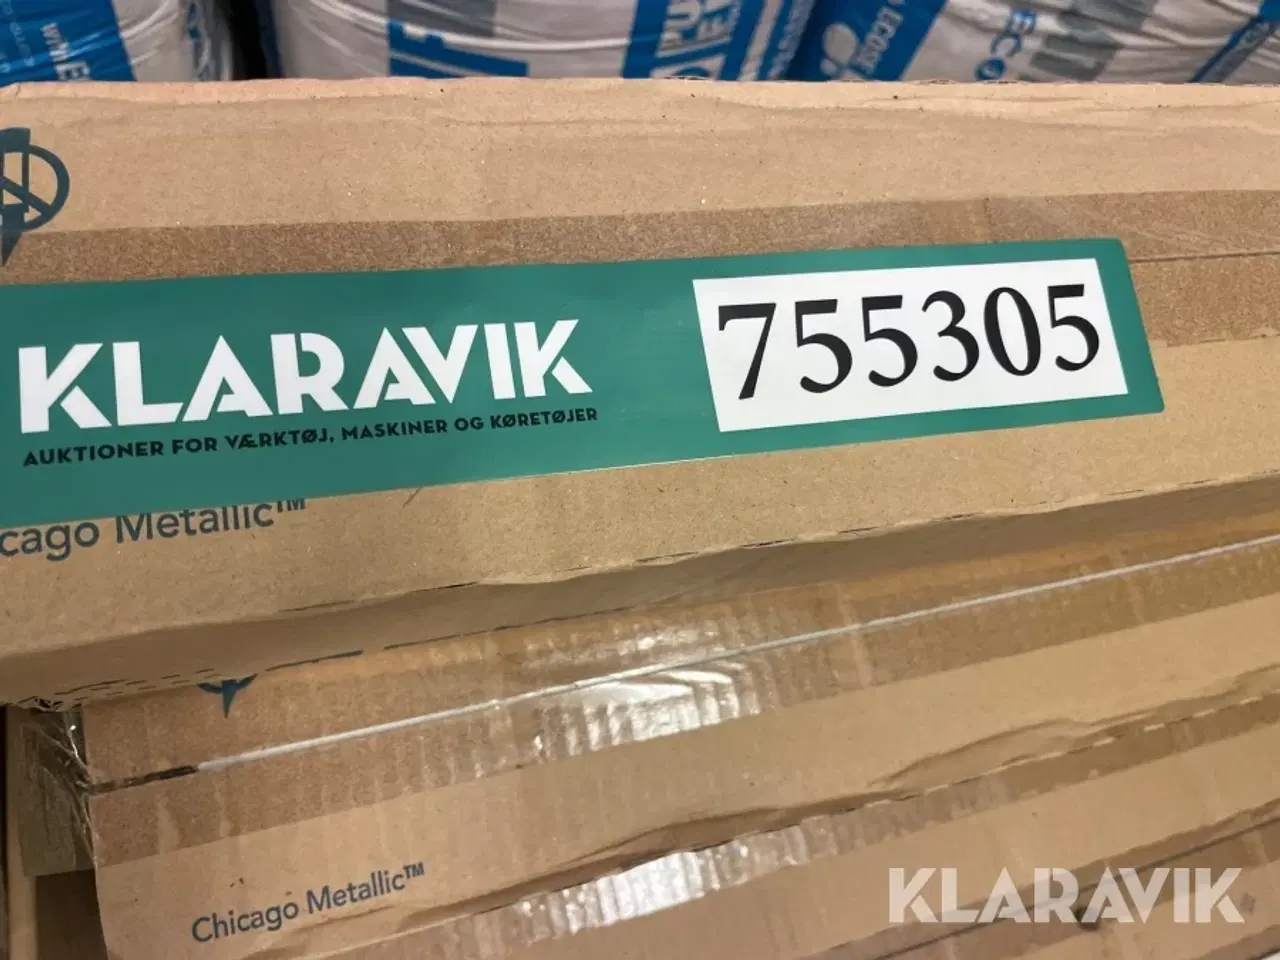 KLARAVIK
AUKTIONER FOR VÆRKTØJ, MASKINER OG KØRETØJER
755305
cago Metallic™
Chicago Metallic™
KLARAVIK